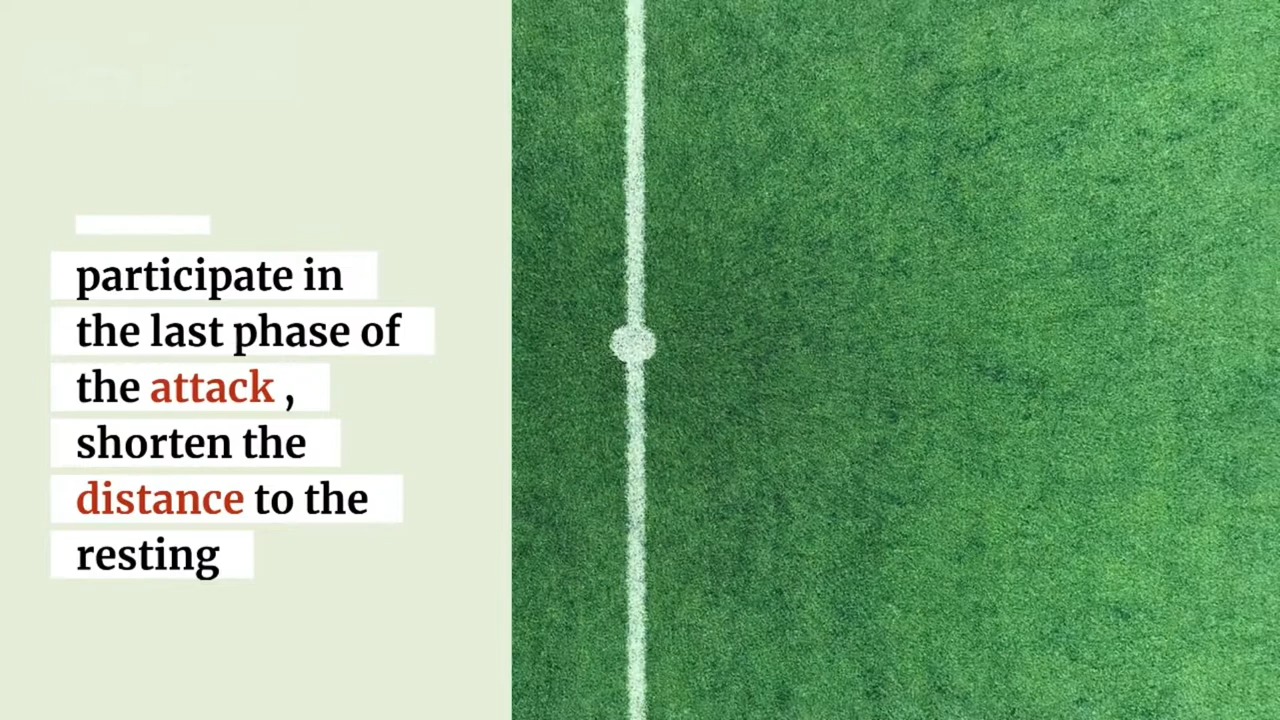 participate in
the last phase of
the attack ,
shorten the
distance to the
resting